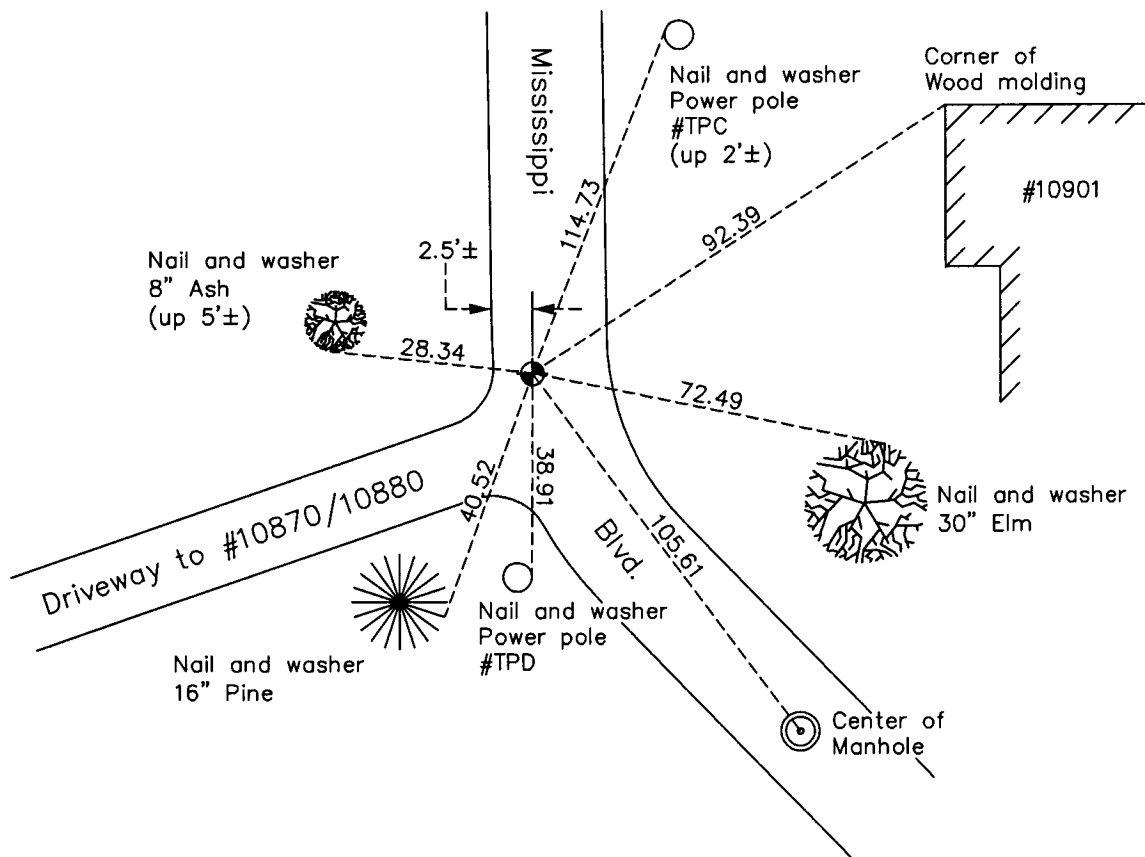 Mississippi
Nail and washer
Power pole
#TPC
(up 2'±)
Corner of
Wood molding
#10901
114.73
92.39
2.5'±
Nail and washer
8" Ash
(up 5'±)
28.34
72.49
Nail and washer
30" Elm
40.52
38.91
105.61
Blvd.
Driveway to #10870/10880
Nail and washer
Power pole
#TPD
Nail and washer
16" Pine
Center of
Manhole